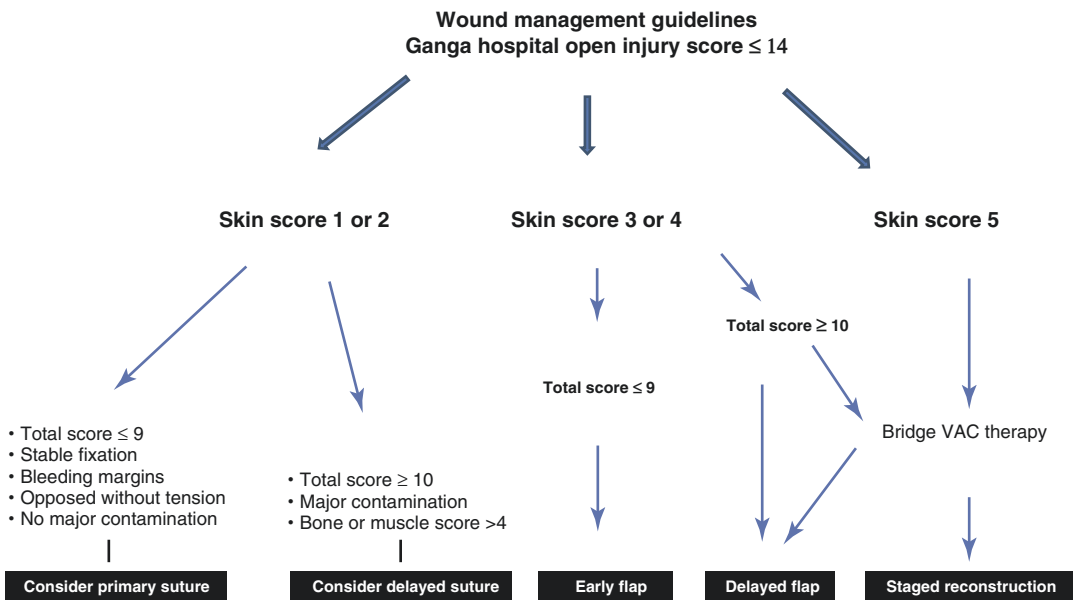 Wound management guidelines
Ganga hospital open injury score ≤ 14
Skin score 1 or 2
Skin score 3 or 4
Skin score 5
Total score ≥ 10
Total score ≤ 9
• Total score ≤ 9
• Stable fixation
• Bleeding margins
• Opposed without tension
• No major contamination
• Total score ≥ 10
• Major contamination
• Bone or muscle score >4
Bridge VAC therapy
Consider primary suture
Consider delayed suture
Early flap
Delayed flap
Staged reconstruction